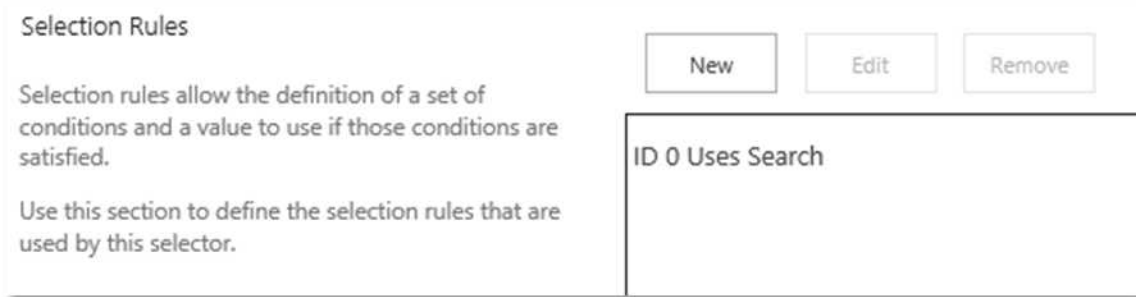 Selection Rules
New
Edit
Remove
Selection rules allow the definition of a set of
conditions and a value to use if those conditions are
satisfied.
ID 0 Uses Search
Use this section to define the selection rules that are
used by this selector.